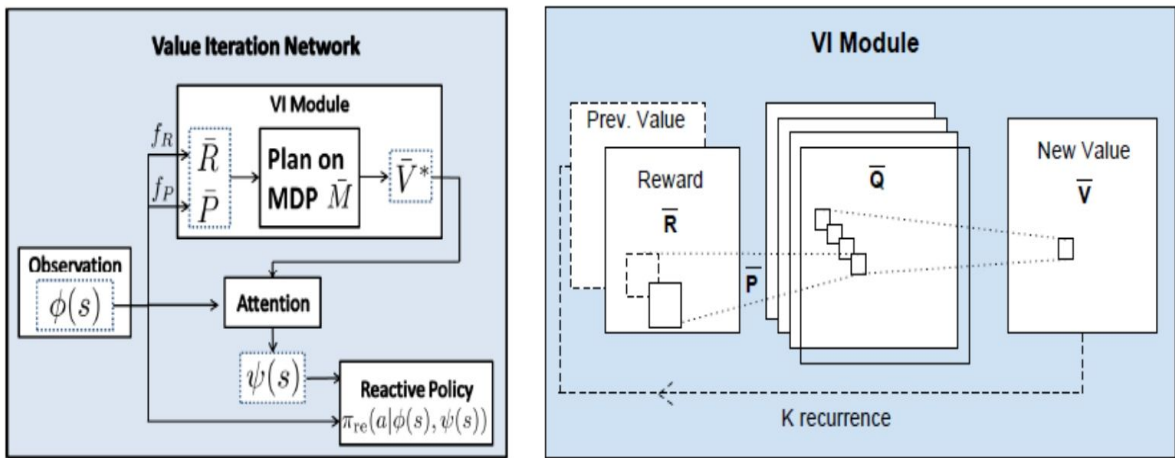 Value Iteration Network
VI Module
f_R
R̄
f_P
P̄
Plan on
MDP M̄
V̄*
Observation
ϕ(s)
Attention
ψ(s)
Reactive Policy
π_re(a|ϕ(s), ψ(s))
VI Module
Prev. Value
Reward
R̄
P̄
Q̄
New Value
V̄
K recurrence